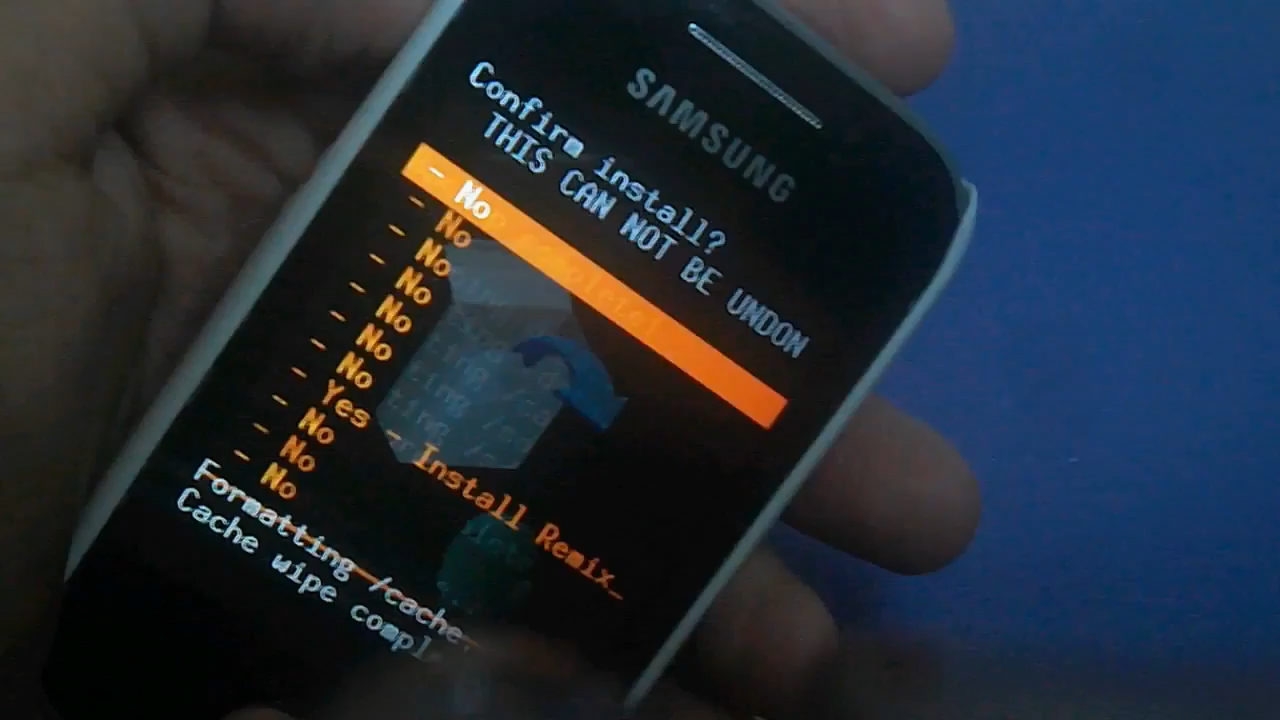 SAMSUNG
Confirm install?
THIS CAN NOT BE UNDON
- No
- No
- No
- No
- No
- No
- No
- Yes - Install Remix_
- No
- No
- No
Formatting /cache.
Cache wipe compl